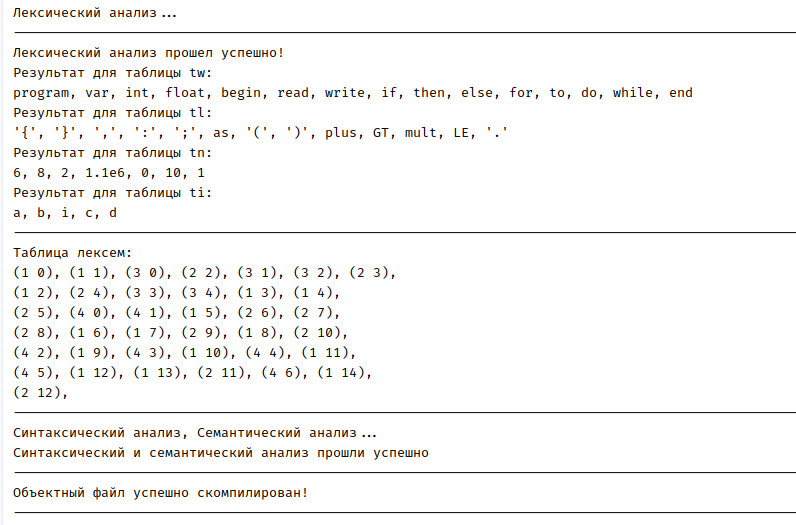 Лексический анализ...
Лексический анализ прошел успешно!
Результат для таблицы tw:
program, var, int, float, begin, read, write, if, then, else, for, to, do, while, end
Результат для таблицы tl:
'{', '}', ',', ':', ';', as, '(', ')', plus, GT, mult, LE, '.'
Результат для таблицы tn:
6, 8, 2, 1.1e6, 0, 10, 1
Результат для таблицы ti:
a, b, i, c, d
Таблица лексем:
(1 0), (1 1), (3 0), (2 2), (3 1), (3 2), (2 3),
(1 2), (2 4), (3 3), (3 4), (1 3), (1 4),
(2 5), (4 0), (4 1), (1 5), (2 6), (2 7),
(2 8), (1 6), (1 7), (2 9), (1 8), (2 10),
(4 2), (1 9), (4 3), (1 10), (4 4), (1 11),
(4 5), (1 12), (1 13), (2 11), (4 6), (1 14),
(2 12),
Синтаксический анализ, Семантический анализ...
Синтаксический и семантический анализ прошли успешно
Объектный файл успешно скомпилирован!